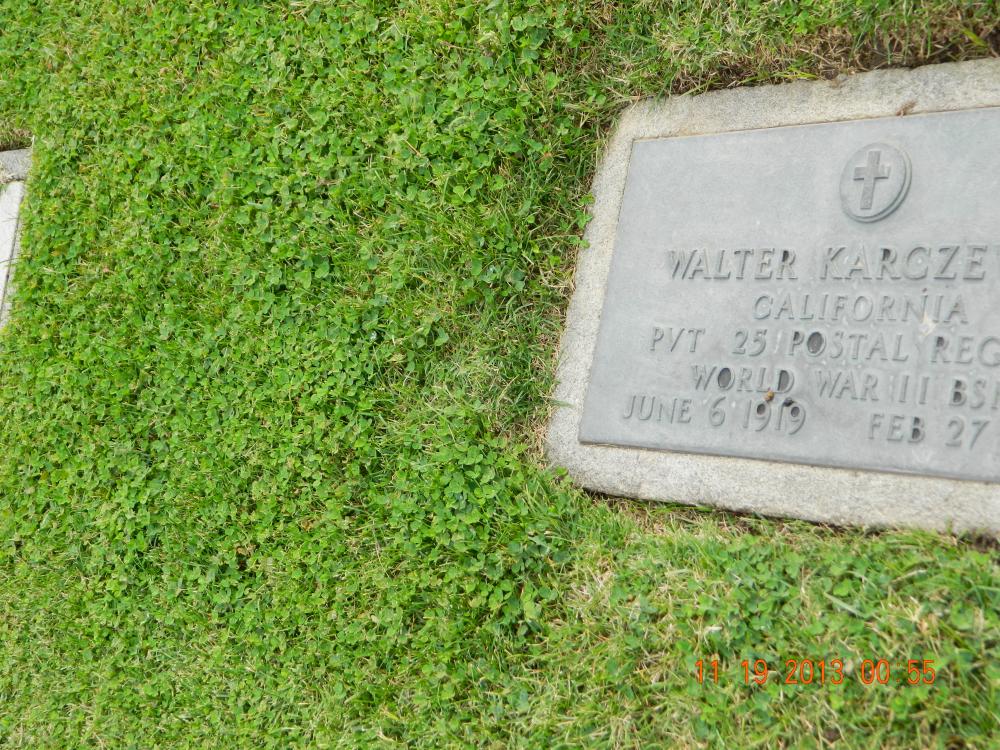 WALTER KARCZE
CALIFORNIA
PVT 25 POSTAL REG
WORLD WAR II BS
JUNE 6 1919 FEB 27
11 19 2013 00 55